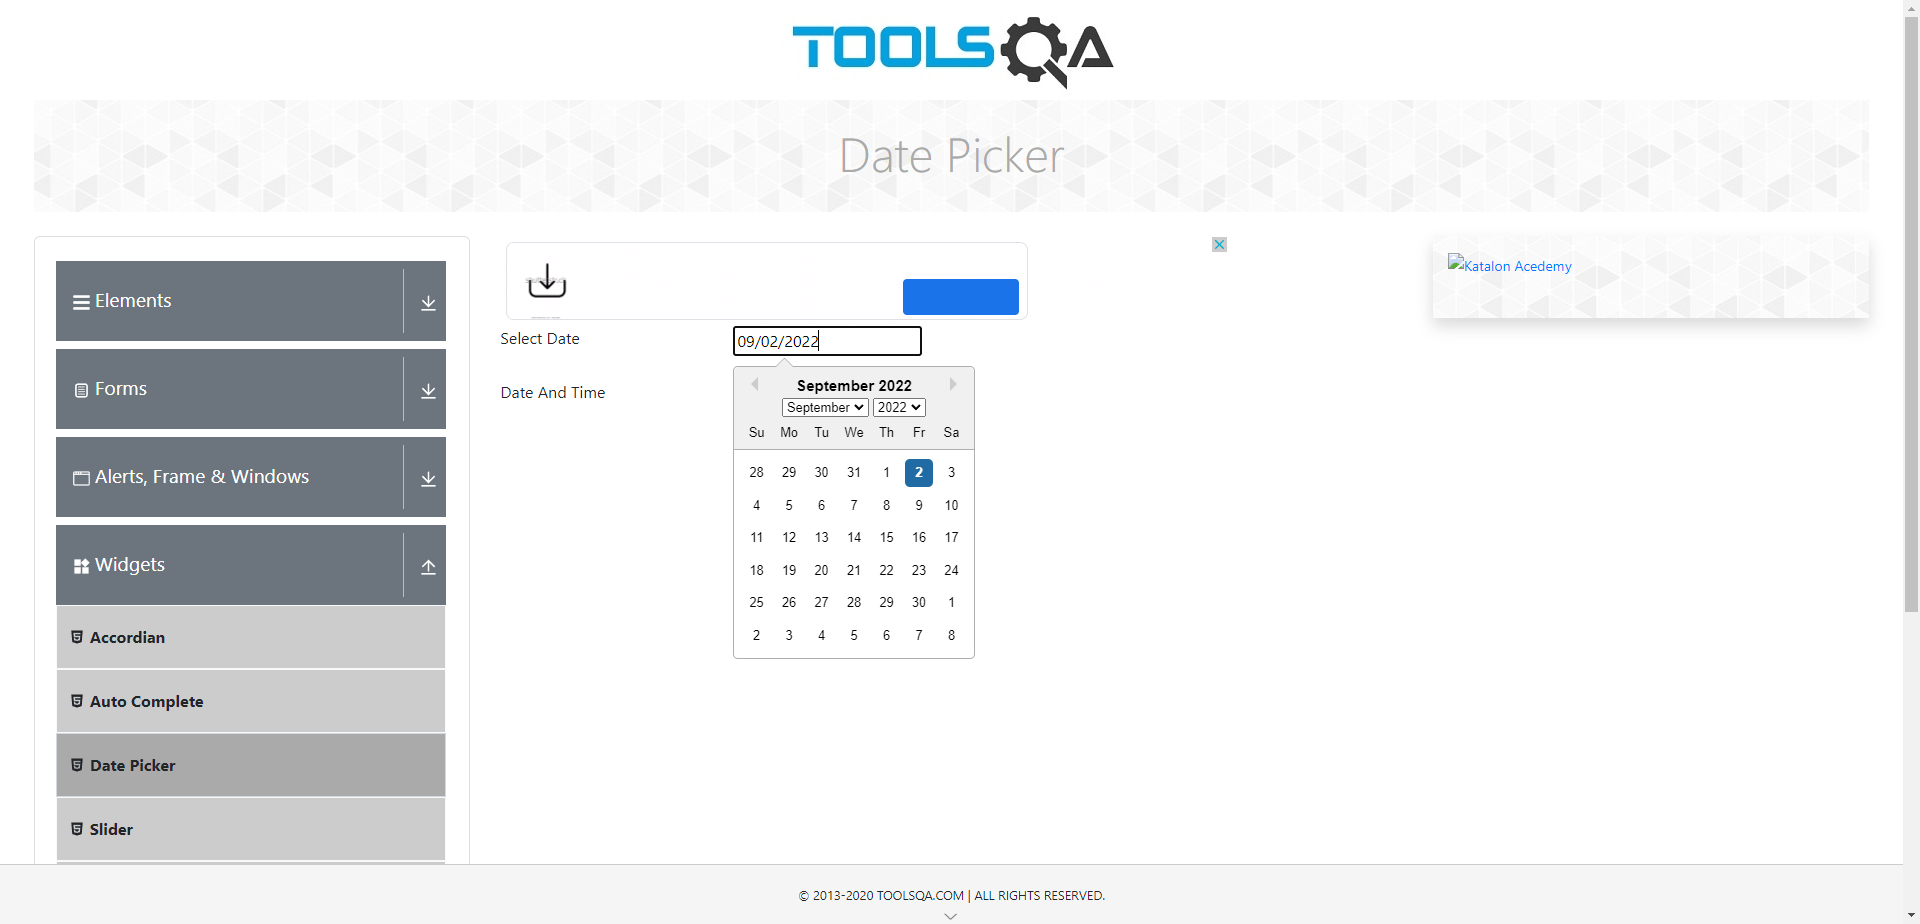 TOOLSQA
Date Picker
Elements
Forms
Alerts, Frame & Windows
Widgets
Accordian
Auto Complete
Date Picker
Slider
Select Date
09/02/2022
Date And Time
September 2022
September 2022
Su Mo Tu We Th Fr Sa
28 29 30 31 1 2 3
4 5 6 7 8 9 10
11 12 13 14 15 16 17
18 19 20 21 22 23 24
25 26 27 28 29 30 1
2 3 4 5 6 7 8
Katalon Acedemy
© 2013-2020 TOOLSQA.COM | ALL RIGHTS RESERVED.